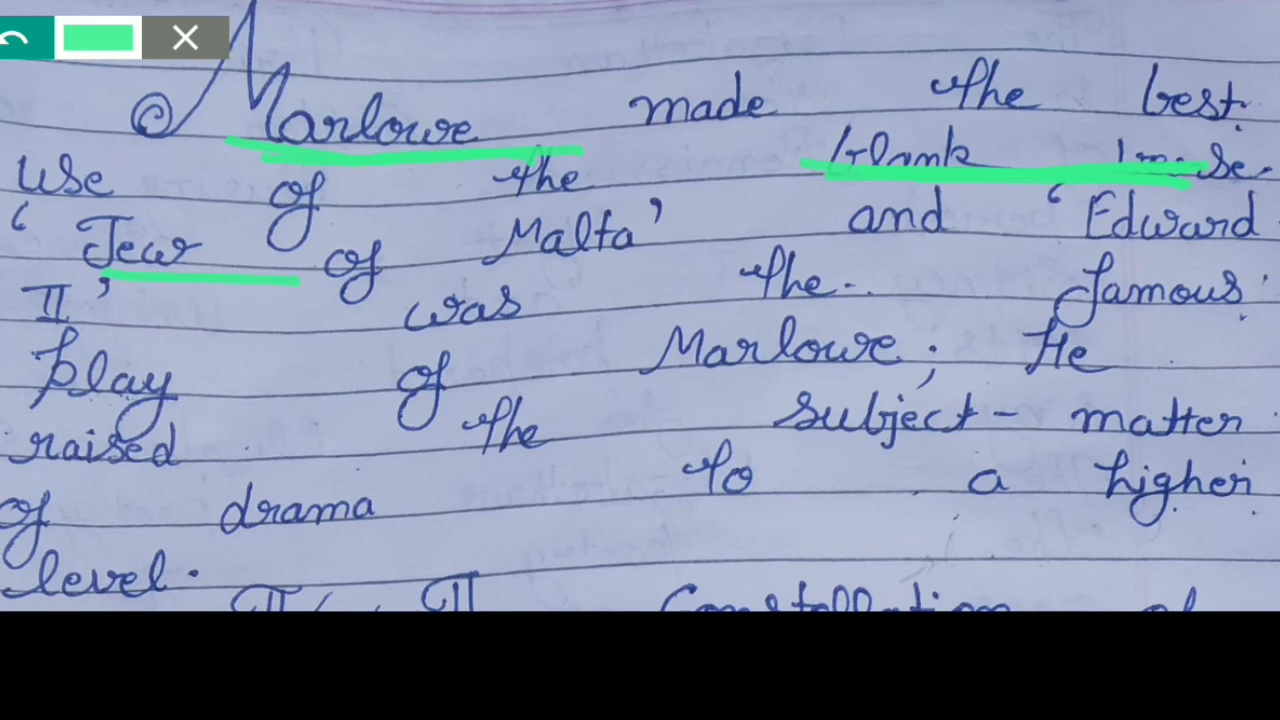 Marlowe made the best
use of the blank
'Jew of Malta' and 'Edward
II' was the famous
play of Marlowe. He
raised the subject-matter
of drama to a higher
level.